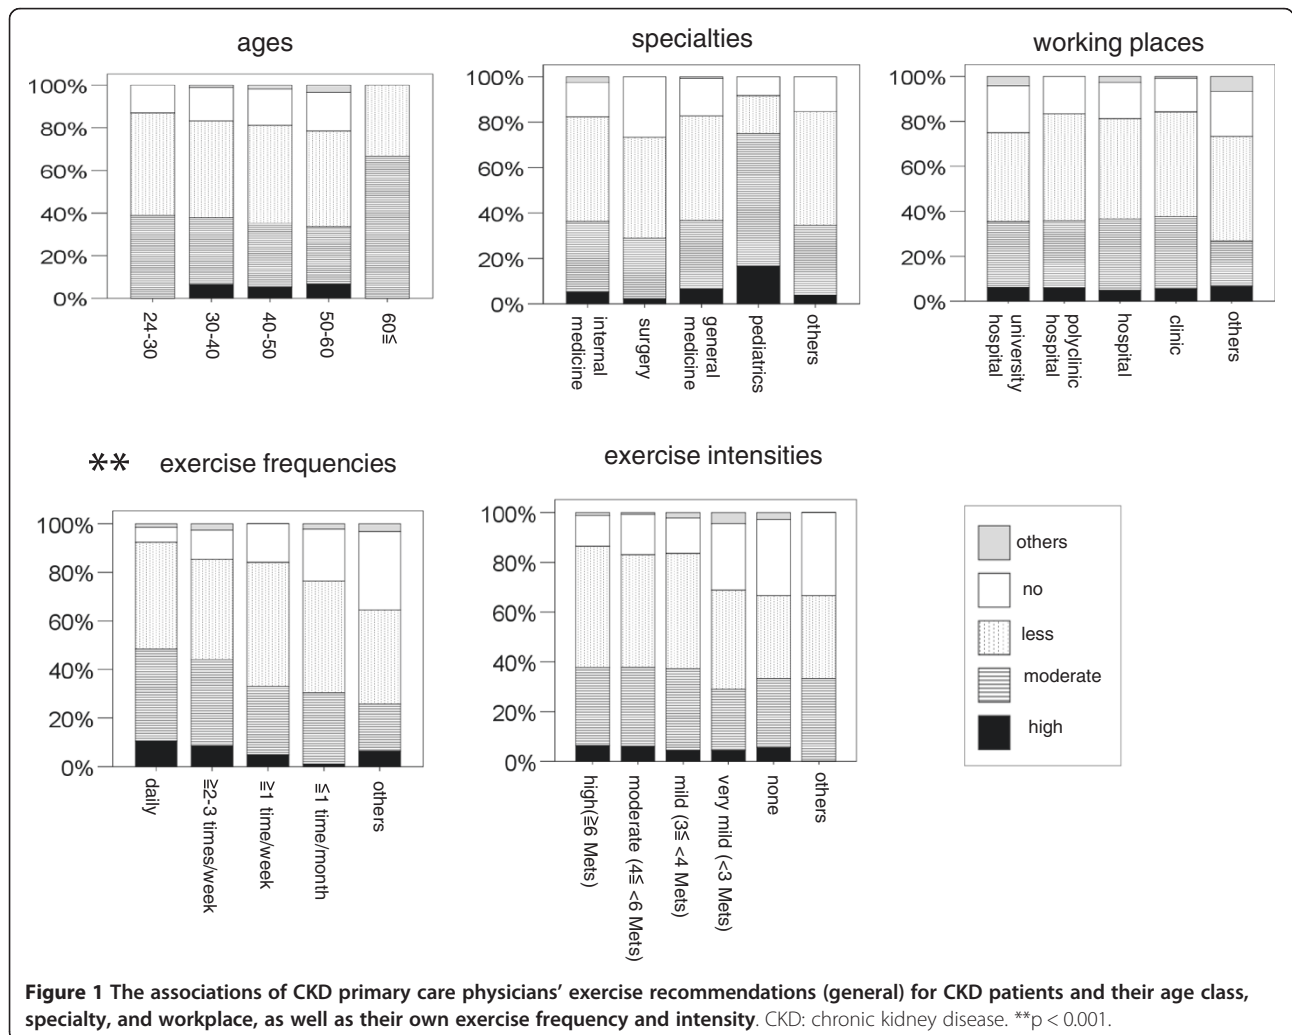 ages
100%
80%
60%
40%
20%
0%
24-30
30-40
40-50
50-60
60≦
specialties
100%
80%
60%
40%
20%
0%
internal
medicine
surgery
general
medicine
pediatrics
others
working places
100%
80%
60%
40%
20%
0%
university
hospital
polyclinic
hospital
hospital
clinic
others
** exercise frequencies
100%
80%
60%
40%
20%
0%
daily
≧2-3 times/week
≧1 time/week
≦1 time/month
others
exercise intensities
100%
80%
60%
40%
20%
0%
high(≧6 Mets)
moderate (4≦ <6 Mets)
mild (3≦ <4 Mets)
very mild (<3 Mets)
none
others
others
no
less
moderate
high
Figure 1 The associations of CKD primary care physicians' exercise recommendations (general) for CKD patients and their age class,
specialty, and workplace, as well as their own exercise frequency and intensity. CKD: chronic kidney disease. **p < 0.001.